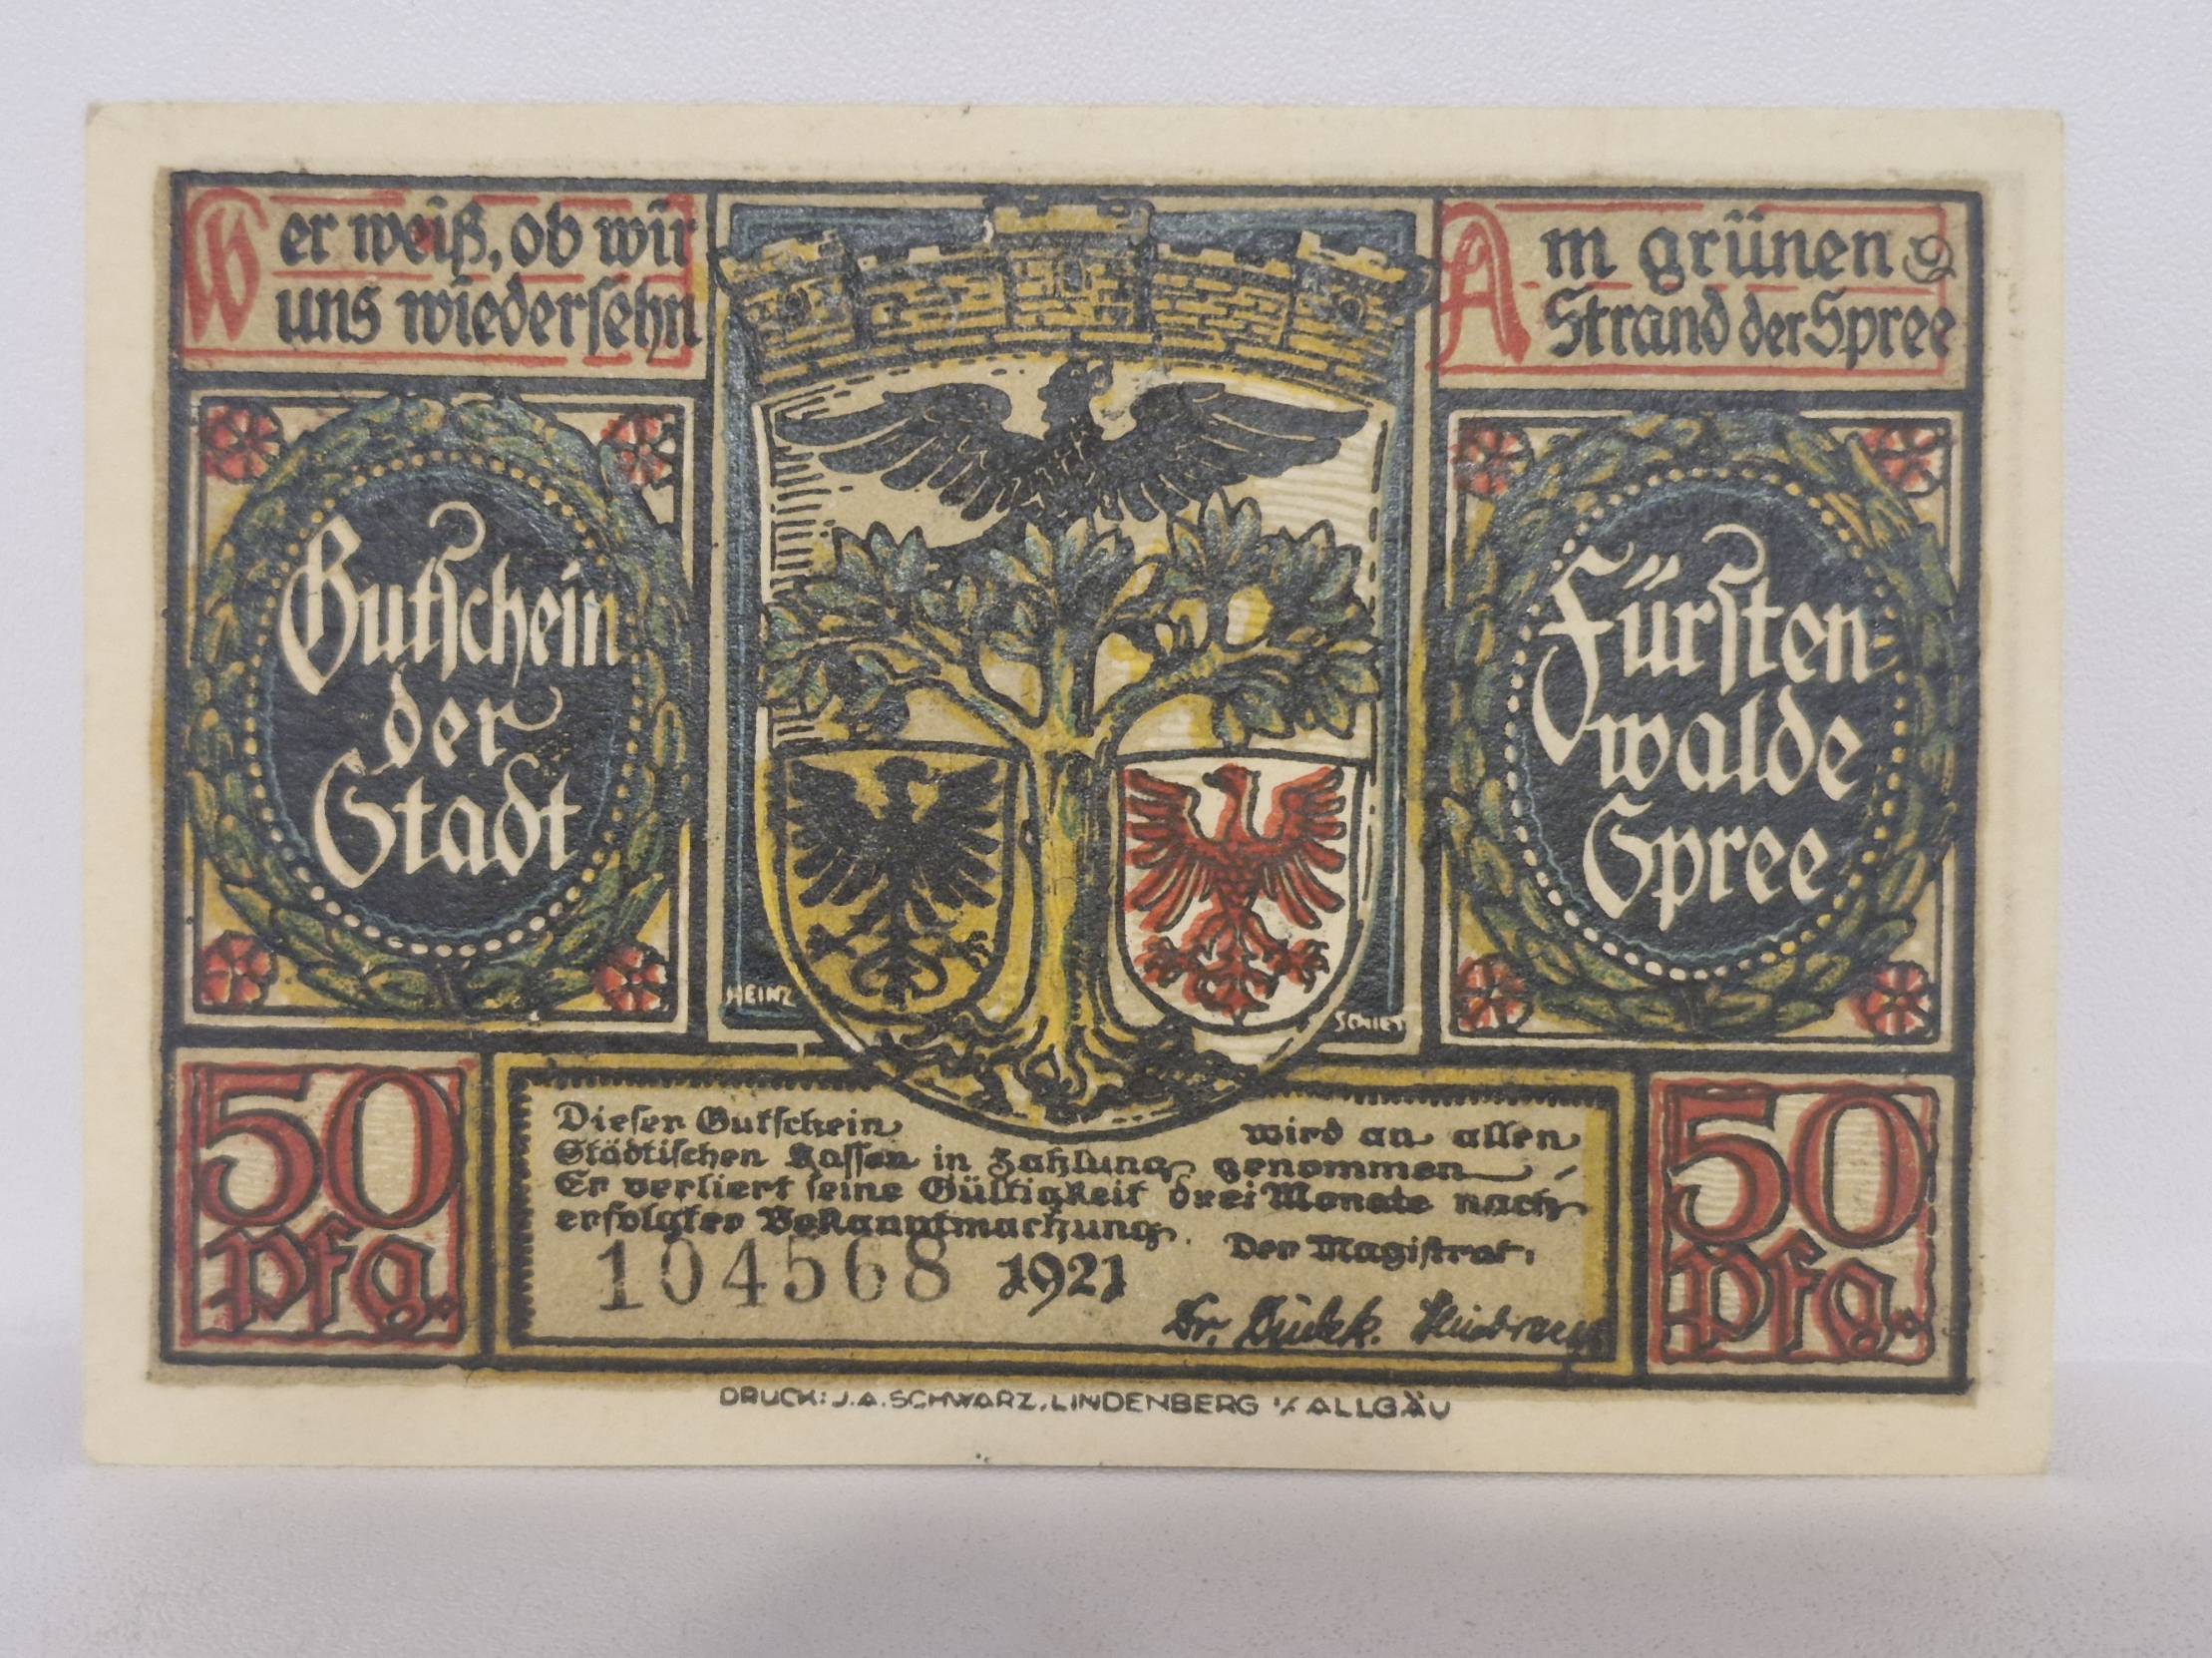 Wer weiß, ob wir
uns wiedersehn
Am grünen
Strand der Spree
Gutschein
der
Stadt
Fürsten
walde
Spree
HEINZ
SCHIES
50
Pfg.
Dieser Gutschein wird an allen
Städtischen Kassen in Zahlung genommen
Er verliert seine Gültigkeit drei Monate nach
erfolgter Bekanntmachung. Der Magistrat.
104568 1921
Dr.
50
Pfg.
DRUCK: J.A. SCHWARZ, LINDENBERG i/ ALLGÄU